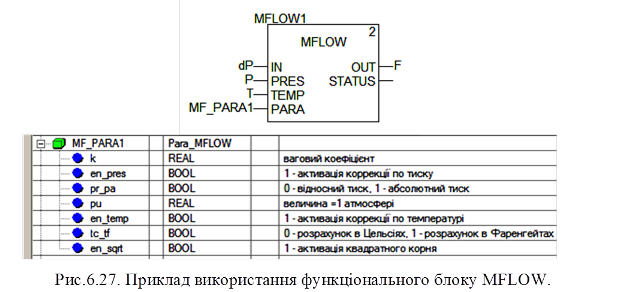 MFLOW1
2
MFLOW
dP IN OUT F
P PRES STATUS
T TEMP
MF_PARA1 PARA
MF_PARA1 Para_MFLOW
k REAL ваговий коефіцієнт
en_pres BOOL 1 - активація коррекції по тиску
pr_pa BOOL 0 - відносний тиск, 1 - абсолютний тиск
pu REAL величина =1 атмосфері
en_temp BOOL 1 - активація коррекції по температурі
tc_tf BOOL 0 - розрахунок в Цельсіях, 1 - розрахунок в Фаренгейтах
en_sqrt BOOL 1 - активація квадратного корня
Рис.6.27. Приклад використання функціонального блоку MFLOW.